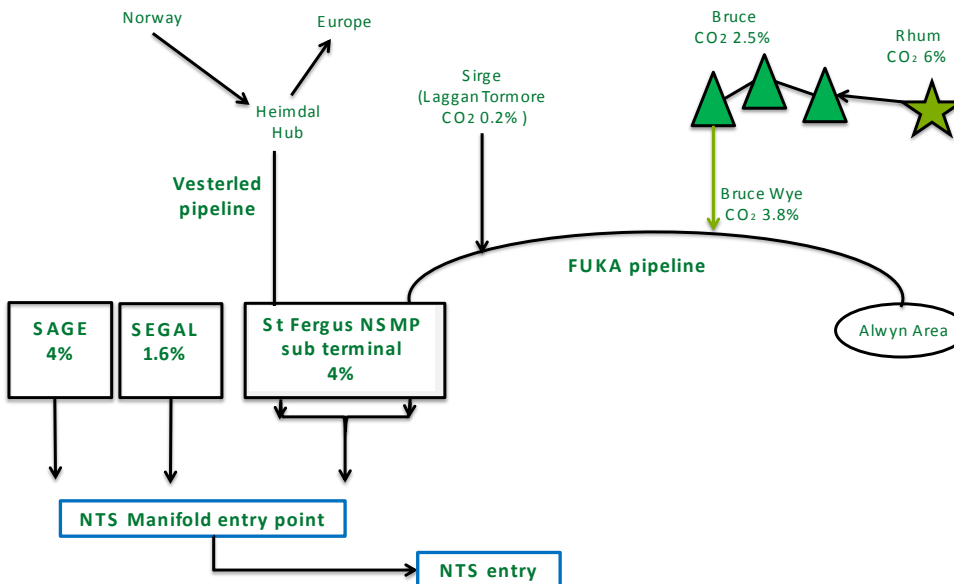 Norway
Europe
Heimdal
Hub
Vesterled
pipeline
Sirge
(Laggan Tormore
CO₂ 0.2% )
Bruce
CO₂ 2.5%
Rhum
CO₂ 6%
Bruce Wye
CO₂ 3.8%
FUKA pipeline
Alwyn Area
SAGE
4%
SEGAL
1.6%
St Fergus NSMP
sub terminal
4%
NTS Manifold entry point
NTS entry